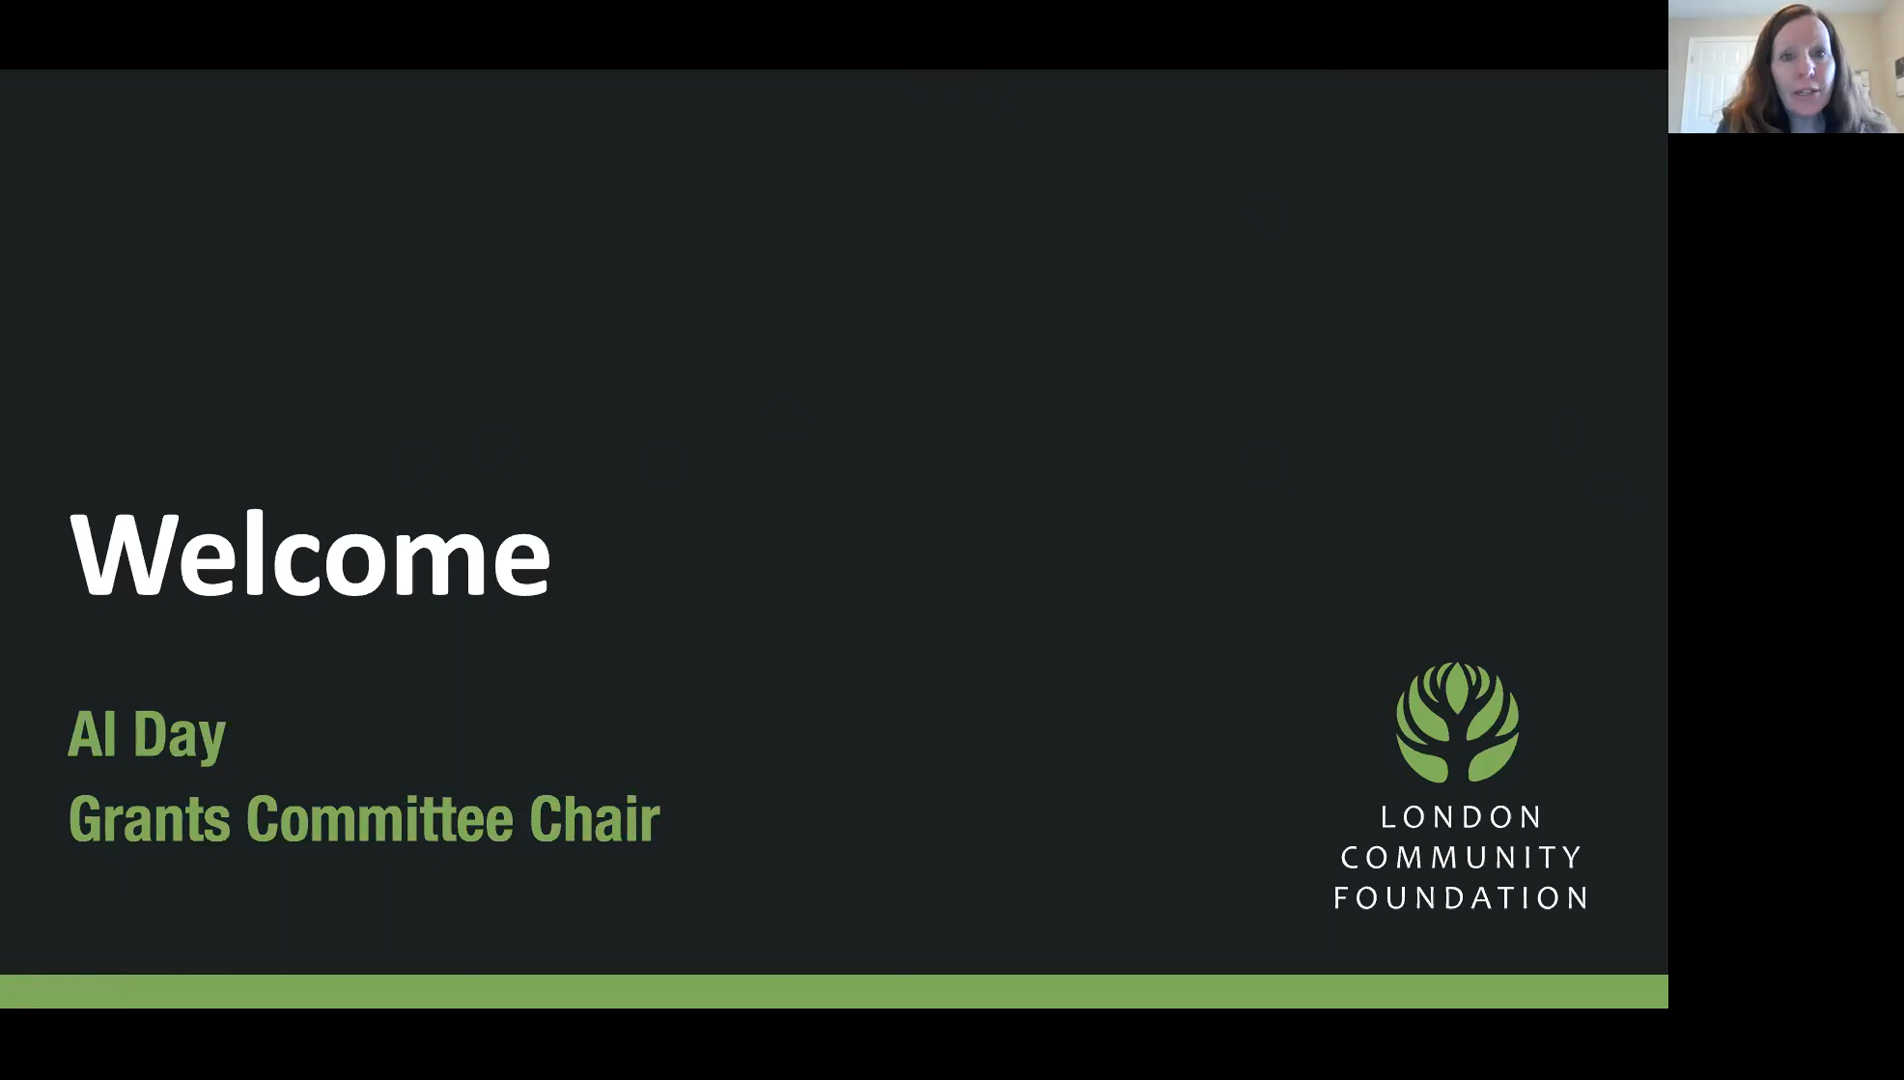 Welcome
Al Day
Grants Committee Chair
LONDON
COMMUNITY
FOUNDATION